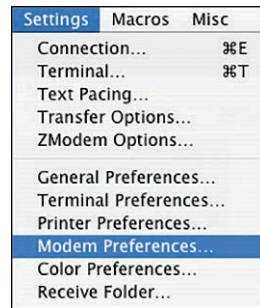 Settings Macros Misc
Connection... ⌘E
Terminal... ⌘T
Text Pacing...
Transfer Options...
ZModem Options...
General Preferences...
Terminal Preferences...
Printer Preferences...
Modem Preferences...
Color Preferences...
Receive Folder...